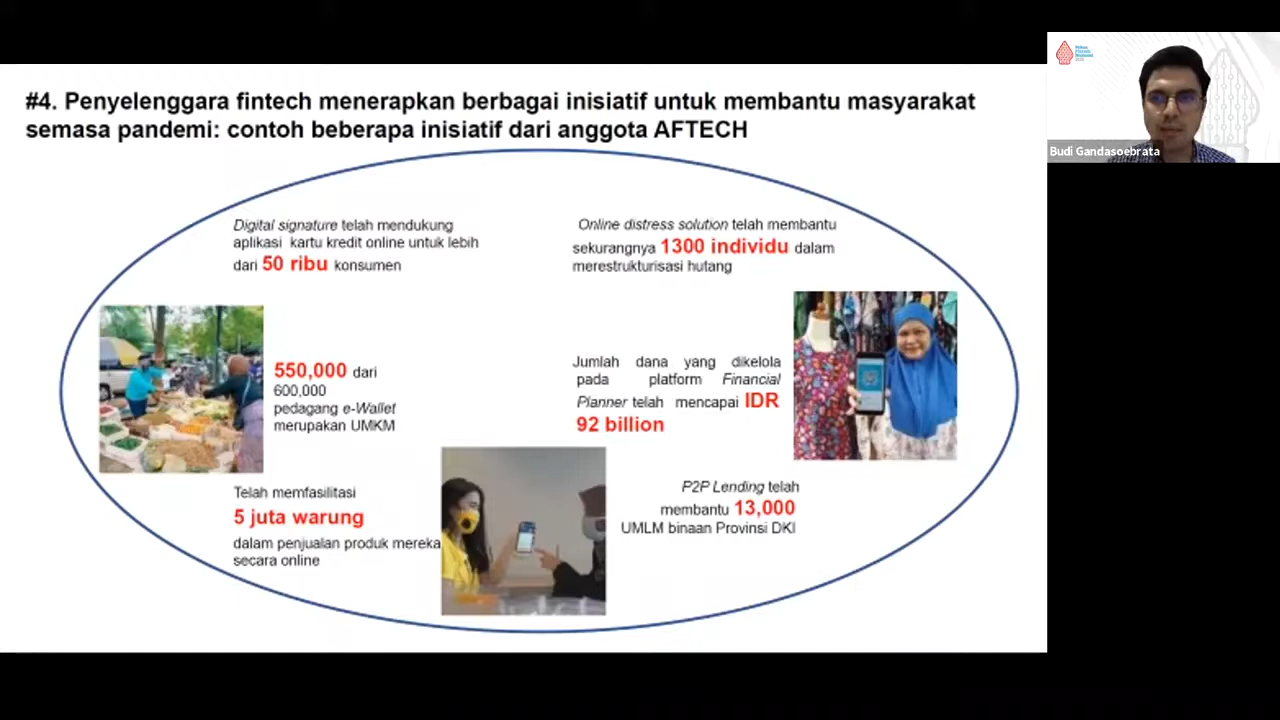 #4. Penyelenggara fintech menerapkan berbagai inisiatif untuk membantu masyarakat
semasa pandemi: contoh beberapa inisiatif dari anggota AFTECH
Digital signature telah mendukung
aplikasi kartu kredit online untuk lebih
dari 50 ribu konsumen
Online distress solution telah membantu
sekurangnya 1300 individu dalam
merestrukturisasi hutang
550,000 dari
600,000
pedagang e-Wallet
merupakan UMKM
Jumlah dana yang dikelola
pada platform Financial
Planner telah mencapai IDR
92 billion
Telah memfasilitasi
5 juta warung
dalam penjualan produk mereka
secara online
P2P Lending telah
membantu 13,000
UMLM binaan Provinsi DKI
Budi Gandasoebrata